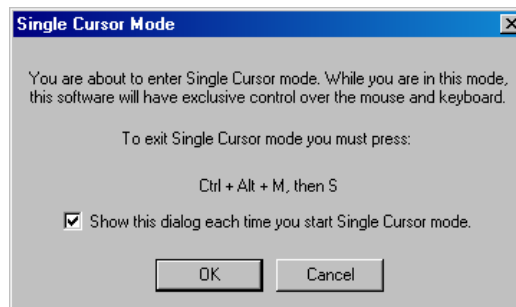 Single Cursor Mode
You are about to enter Single Cursor mode. While you are in this mode,
this software will have exclusive control over the mouse and keyboard.
To exit Single Cursor mode you must press:
Ctrl + Alt + M, then S
Show this dialog each time you start Single Cursor mode.
OK Cancel